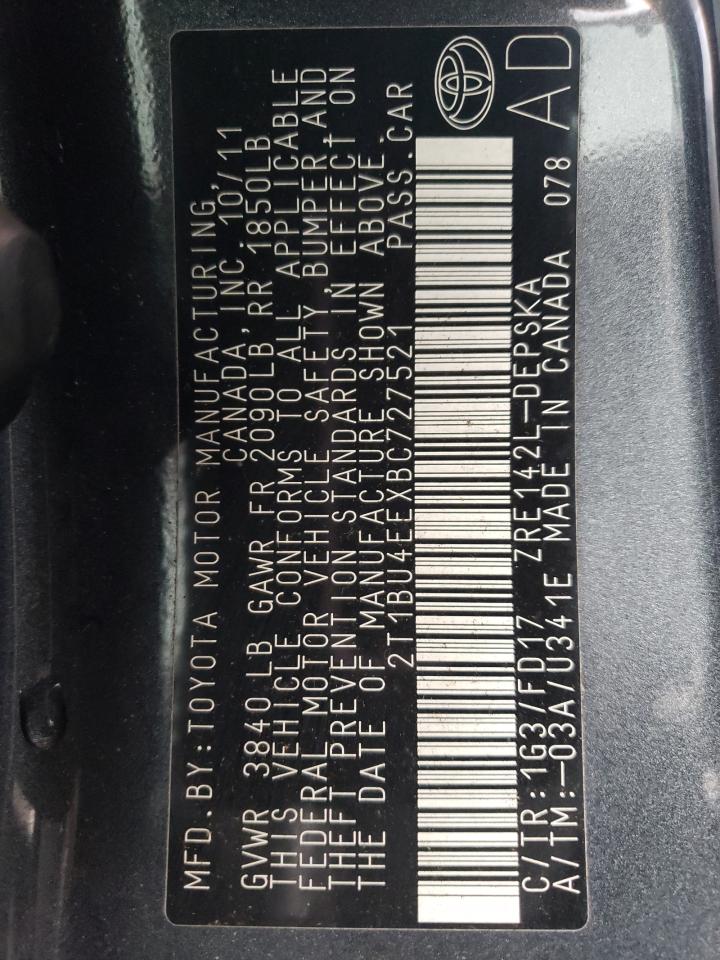 MFD.BY:TOYOTA MOTOR MANUFACTURING,
CANADA,INC. 10/11
GVWR 3840 LB GAWR FR 2090LB RR 1850LB
THIS VEHICLE CONFORMS TO ALL APPLICABLE
FEDERAL MOTOR VEHICLE SAFETY,BUMPER,AND
THEFT PREVENTION STANDARDS IN EFFECT ON
THE DATE OF MANUFACTURE SHOWN ABOVE.
2T1BU4EEXBC727521 PASS.CAR
C/TR:1G3/FD17 ZRE142L-DEPSKA
A/TM:-03A/U341E MADE IN CANADA 078
AD